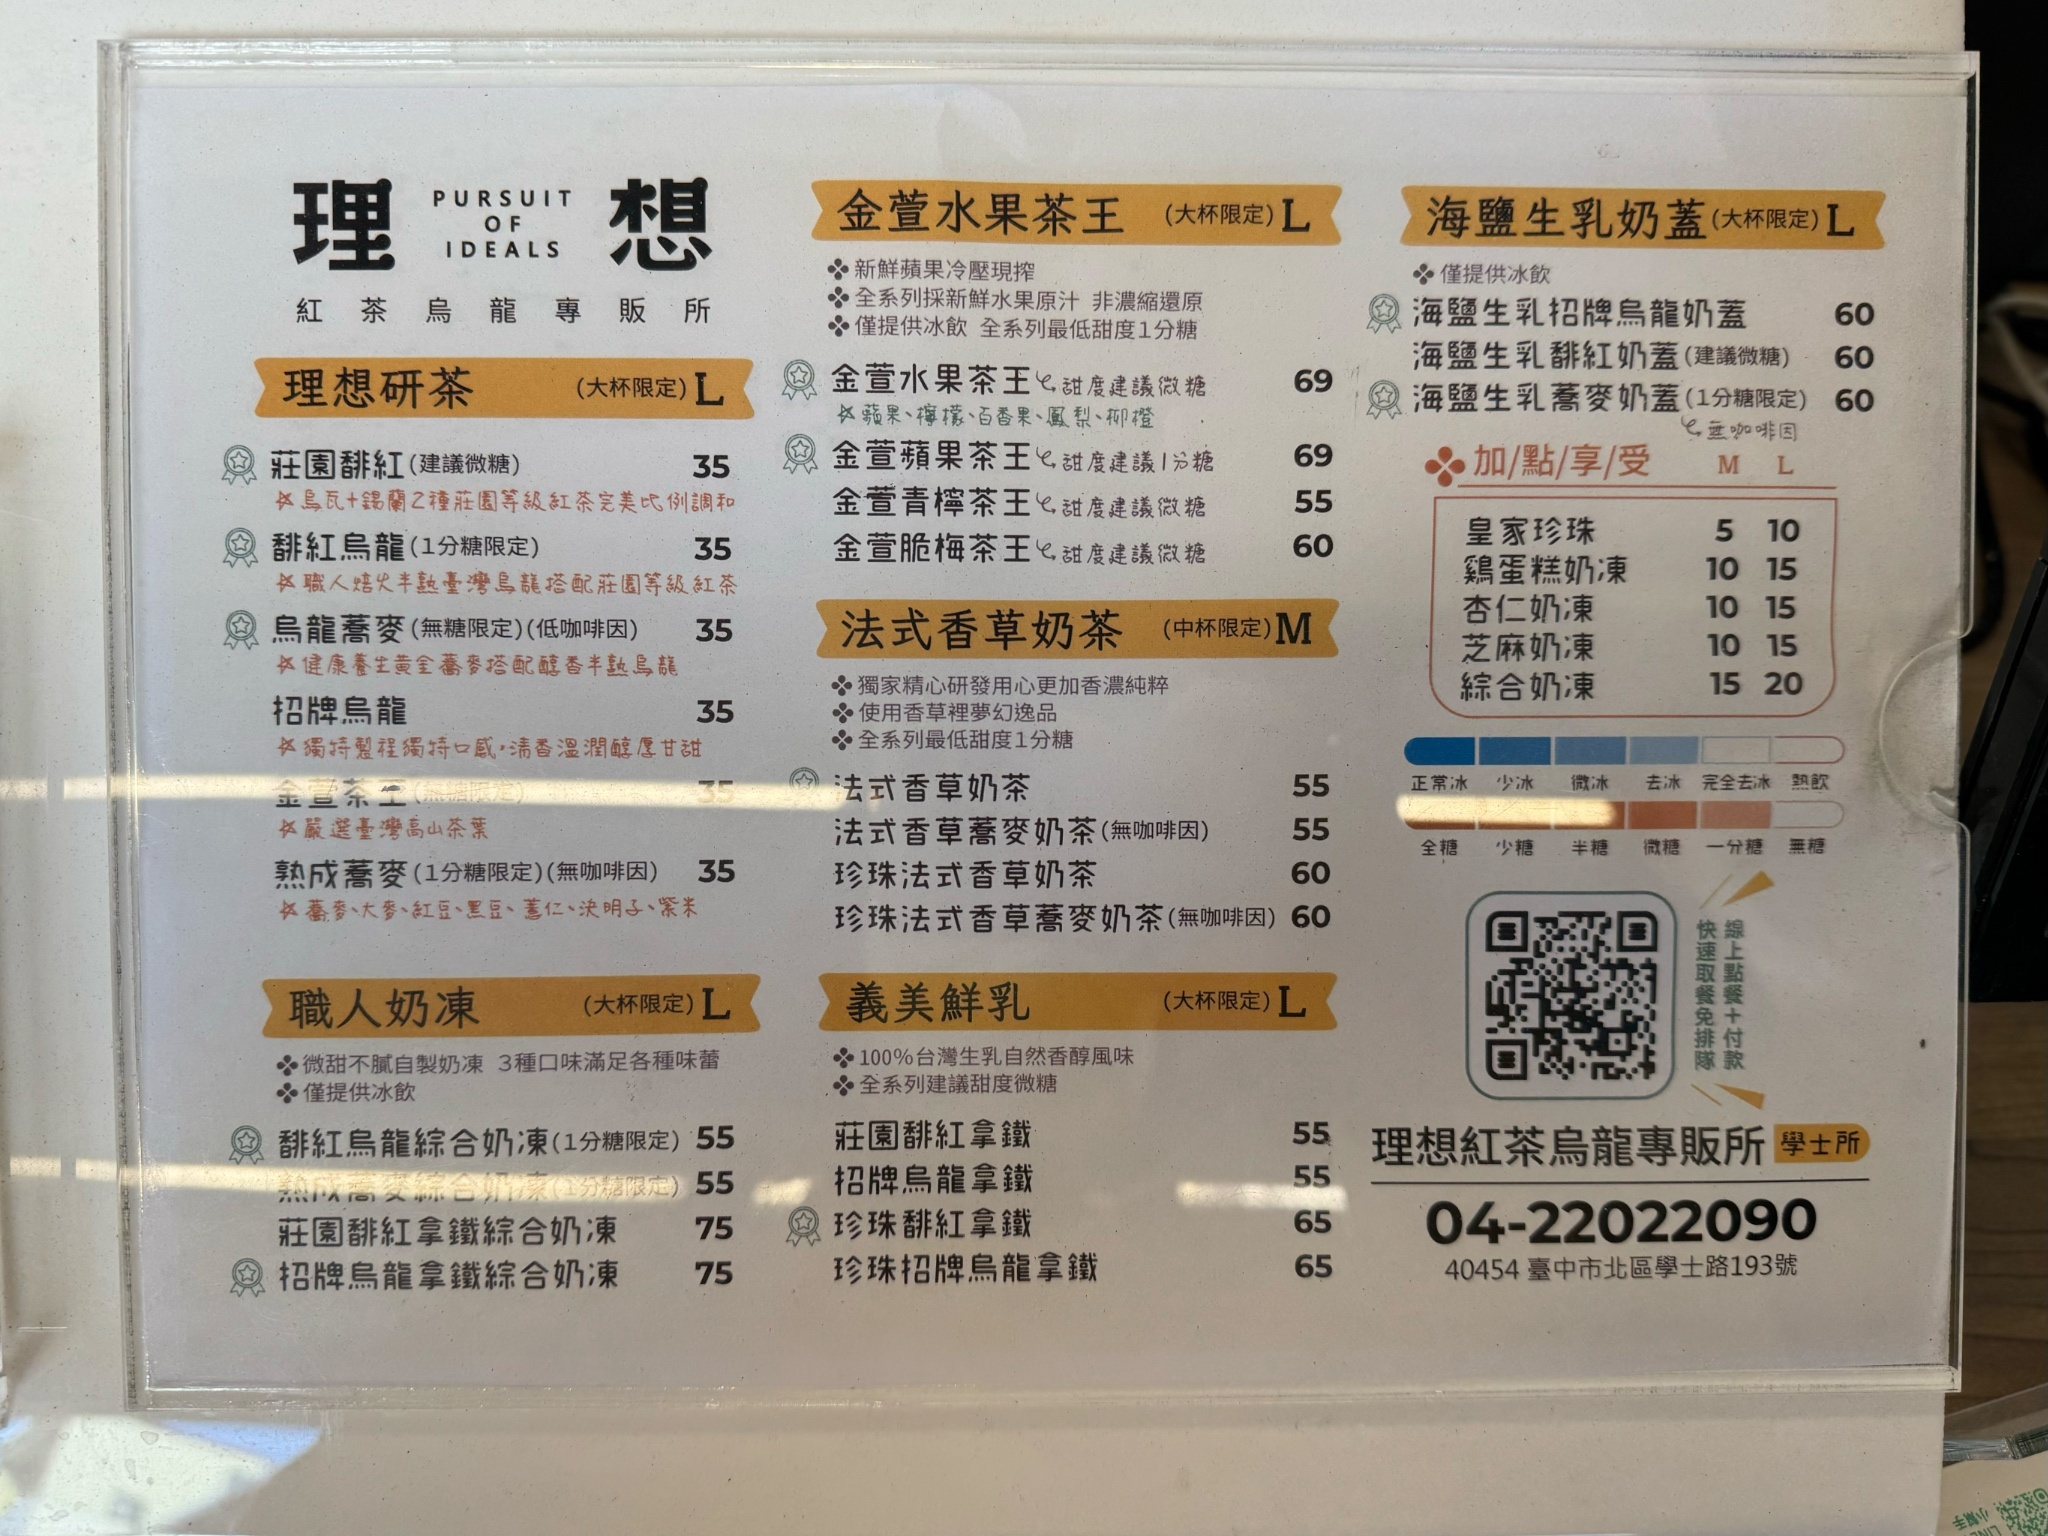 理想
PURSUIT
OF
IDEALS
紅茶烏龍專販所
理想研茶 (大杯限定) L
莊園馡紅(建議微糖) 35
烏瓦+錫蘭2種莊園等級紅茶完美比例調和
馡紅烏龍(1分糖限定) 35
職人焙火半熟臺灣烏龍搭配莊園等級紅茶
烏龍蕎麥(無糖限定)(低咖啡因) 35
健康養生黃金蕎麥搭配醇香半熟烏龍
招牌烏龍 35
獨特製程獨特口感,清香溫潤醇厚甘甜
金萱茶王(無糖限定) 35
嚴選臺灣高山茶葉
熟成蕎麥(1分糖限定)(無咖啡因) 35
蕎麥、大麥、紅豆、黑豆、薏仁、決明子、紫米
職人奶凍 (大杯限定) L
微甜不膩自製奶凍 3種口味滿足各種味蕾
僅提供冰飲
馡紅烏龍綜合奶凍(1分糖限定) 55
熟成蕎麥綜合奶凍(1分糖限定) 55
莊園馡紅拿鐵綜合奶凍 75
招牌烏龍拿鐵綜合奶凍 75
金萱水果茶王 (大杯限定) L
新鮮蘋果冷壓現搾
全系列採新鮮水果原汁 非濃縮還原
僅提供冰飲 全系列最低甜度1分糖
金萱水果茶王 甜度建議微糖 69
蘋果、檸檬、百香果、鳳梨、柳橙
金萱蘋果茶王 甜度建議1分糖 69
金萱青檸茶王 甜度建議微糖 55
金萱脆梅茶王 甜度建議微糖 60
法式香草奶茶 (中杯限定) M
獨家精心研發用心更加香濃純粹
使用香草裡夢幻逸品
全系列最低甜度1分糖
法式香草奶茶 55
法式香草蕎麥奶茶(無咖啡因) 55
珍珠法式香草奶茶 60
珍珠法式香草蕎麥奶茶(無咖啡因) 60
義美鮮乳 (大杯限定) L
100%台灣生乳自然香醇風味
全系列建議甜度微糖
莊園馡紅拿鐵 55
招牌烏龍拿鐵 55
珍珠馡紅拿鐵 65
珍珠招牌烏龍拿鐵 65
海鹽生乳奶蓋(大杯限定) L
僅提供冰飲
海鹽生乳招牌烏龍奶蓋 60
海鹽生乳馡紅奶蓋(建議微糖) 60
海鹽生乳蕎麥奶蓋(1分糖限定) 60
無咖啡因
加/點/享/受 M L
皇家珍珠 5 10
鷄蛋糕奶凍 10 15
杏仁奶凍 10 15
芝麻奶凍 10 15
綜合奶凍 15 20
正常冰 少冰 微冰 去冰 完全去冰 熱飲
全糖 少糖 半糖 微糖 一分糖 無糖
線上點餐+付款
快速取餐免排隊
理想紅茶烏龍專販所 學士所
04-22022090
40454 臺中市北區學士路193號